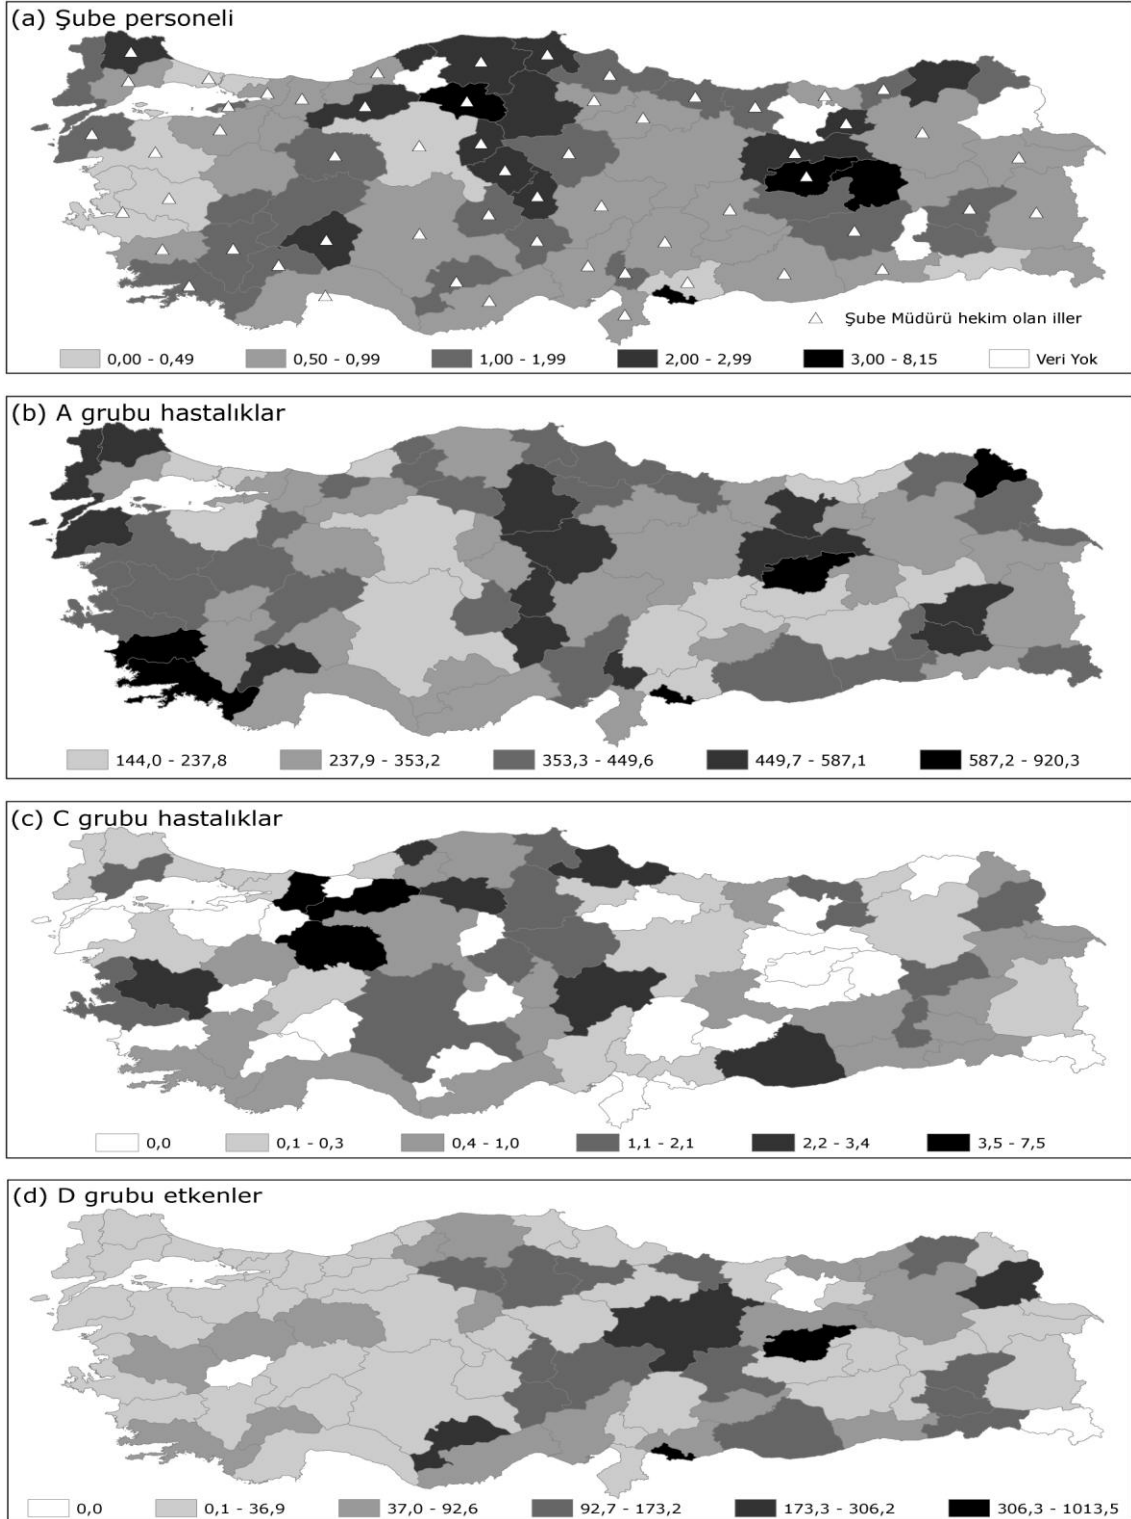 (a) Şube personeli
Şube Müdürü hekim olan iller
0,00 - 0,49 0,50 - 0,99 1,00 - 1,99 2,00 - 2,99 3,00 - 8,15 Veri Yok
(b) A grubu hastalıklar
144,0 - 237,8 237,9 - 353,2 353,3 - 449,6 449,7 - 587,1 587,2 - 920,3
(c) C grubu hastalıklar
0,0 0,1 - 0,3 0,4 - 1,0 1,1 - 2,1 2,2 - 3,4 3,5 - 7,5
(d) D grubu etkenler
0,0 0,1 - 36,9 37,0 - 92,6 92,7 - 173,2 173,3 - 306,2 306,3 - 1013,5